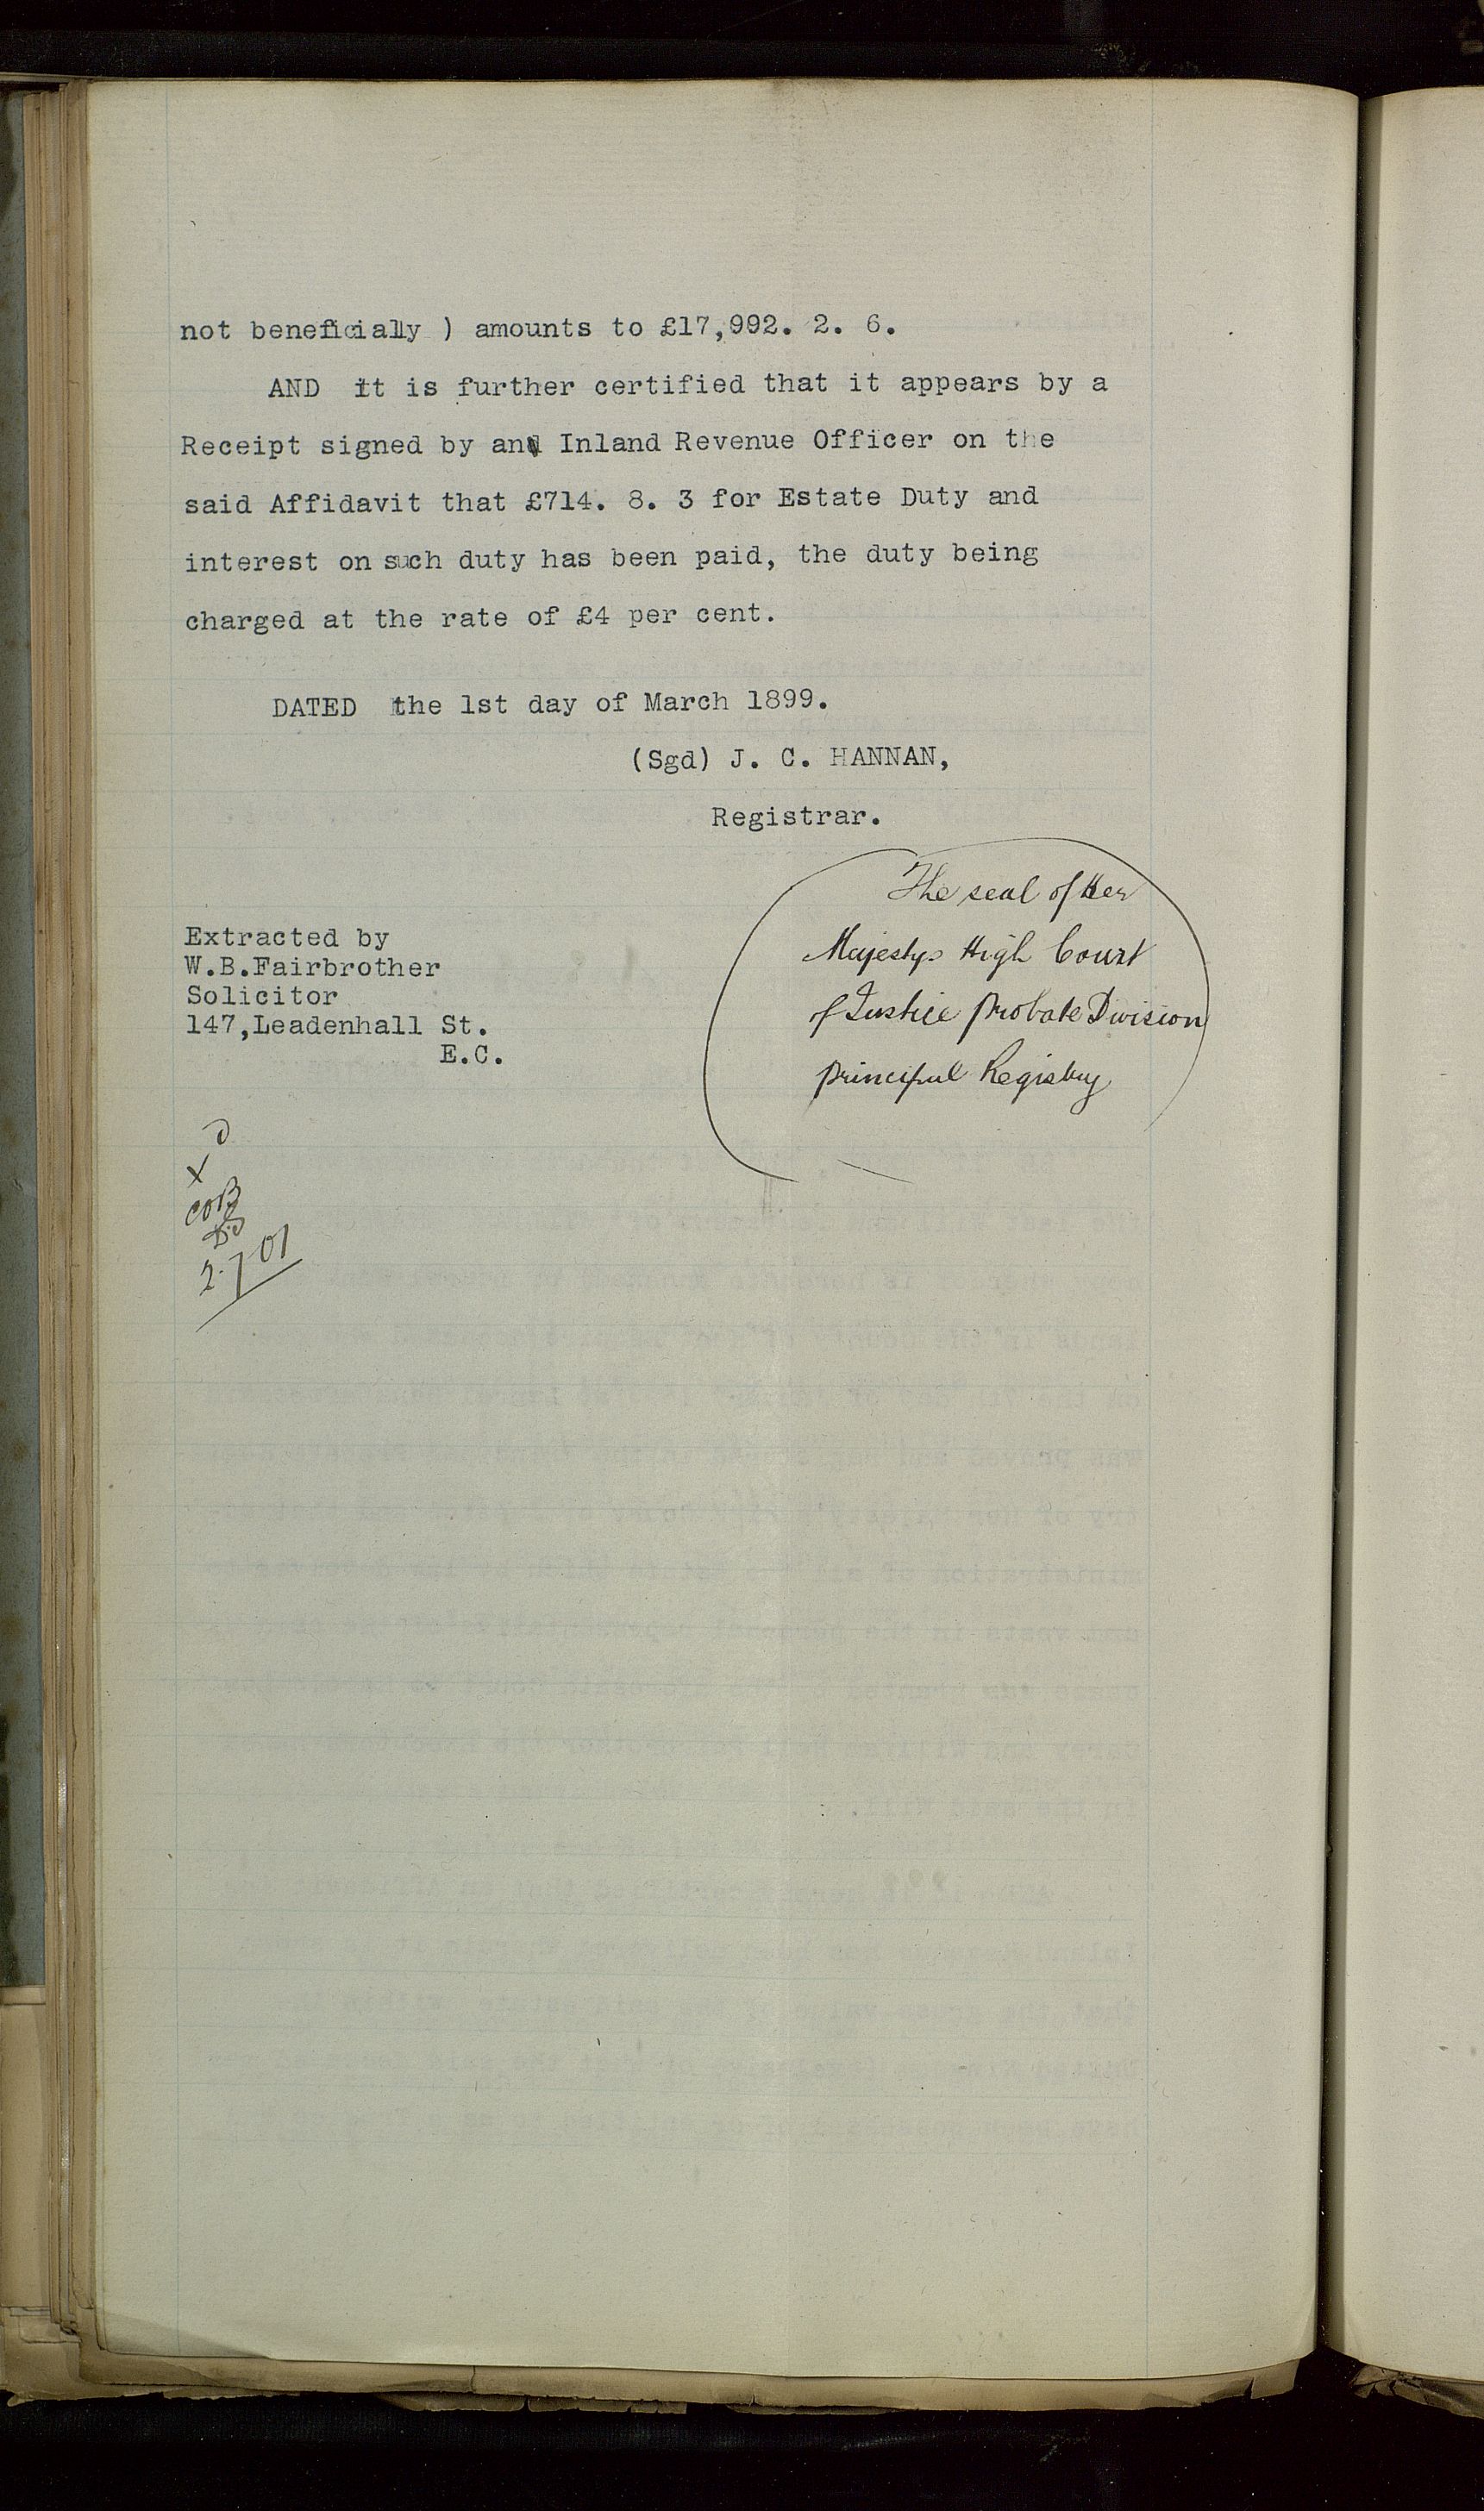 not beneficially ) amounts to £17,992. 2. 6.
AND it is further certified that it appears by a
Receipt signed by an Inland Revenue Officer on the
said Affidavit that £714. 8. 3 for Estate Duty and
interest on such duty has been paid, the duty being
charged at the rate of £4 per cent.
DATED the 1st day of March 1899.
(Sgd) J. C. HANNAN,
Registrar.
The seal of Her
Majestys High Court
of Justice Probate Division
principal Registry
Extracted by
W.B.Fairbrother
Solicitor
147,Leadenhall St.
E.C.
X
2.7.01